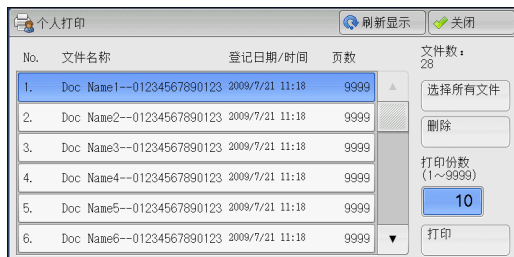 个人打印
刷新显示
关闭
No. 文件名称 登记日期/时间 页数
1. Doc Name1--01234567890123 2009/7/21 11:18 9999
2. Doc Name2--01234567890123 2009/7/21 11:18 9999
3. Doc Name3--01234567890123 2009/7/21 11:18 9999
4. Doc Name4--01234567890123 2009/7/21 11:18 9999
5. Doc Name5--01234567890123 2009/7/21 11:18 9999
6. Doc Name6--01234567890123 2009/7/21 11:18 9999
文件数：
28
选择所有文件
删除
打印份数
(1～9999)
10
打印